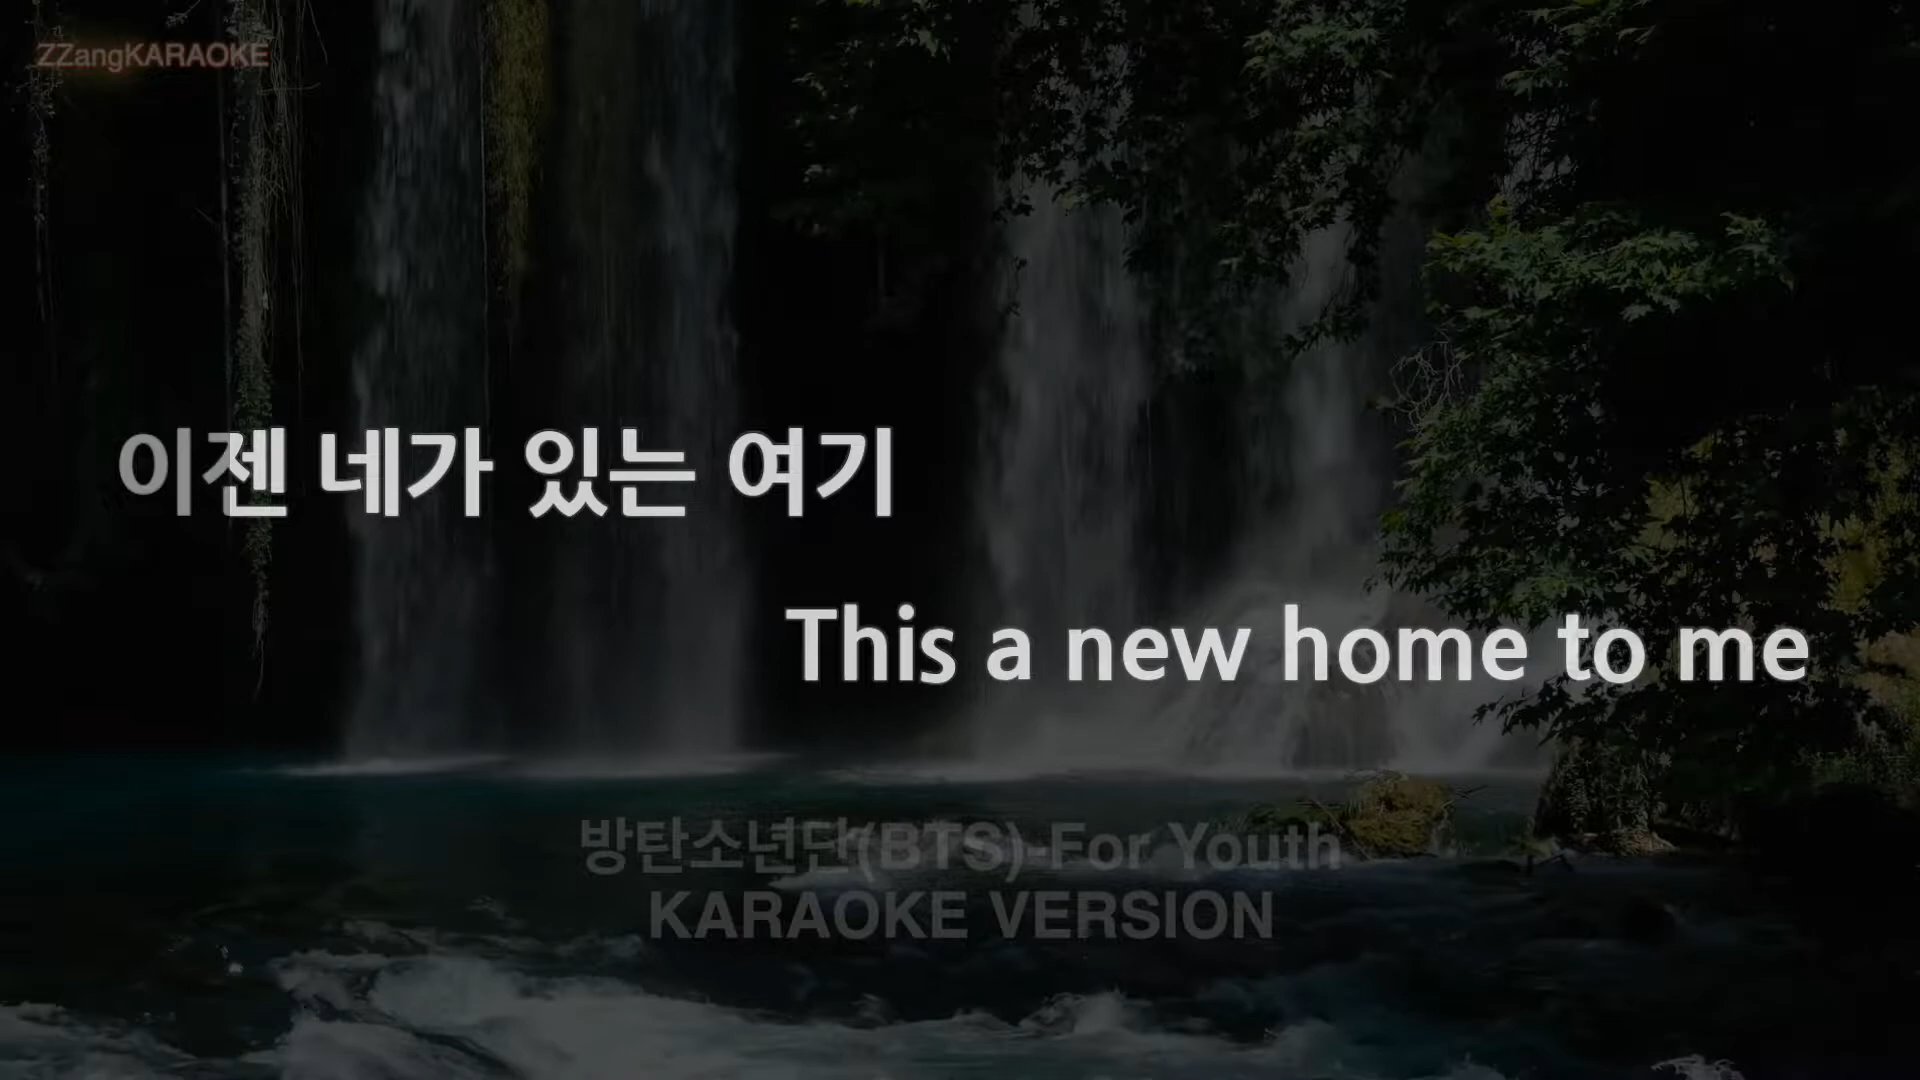 ZZangKARAOKE
이젠 네가 있는 여기
This a new home to me
방탄소년단(BTS)-For Youth
KARAOKE VERSION